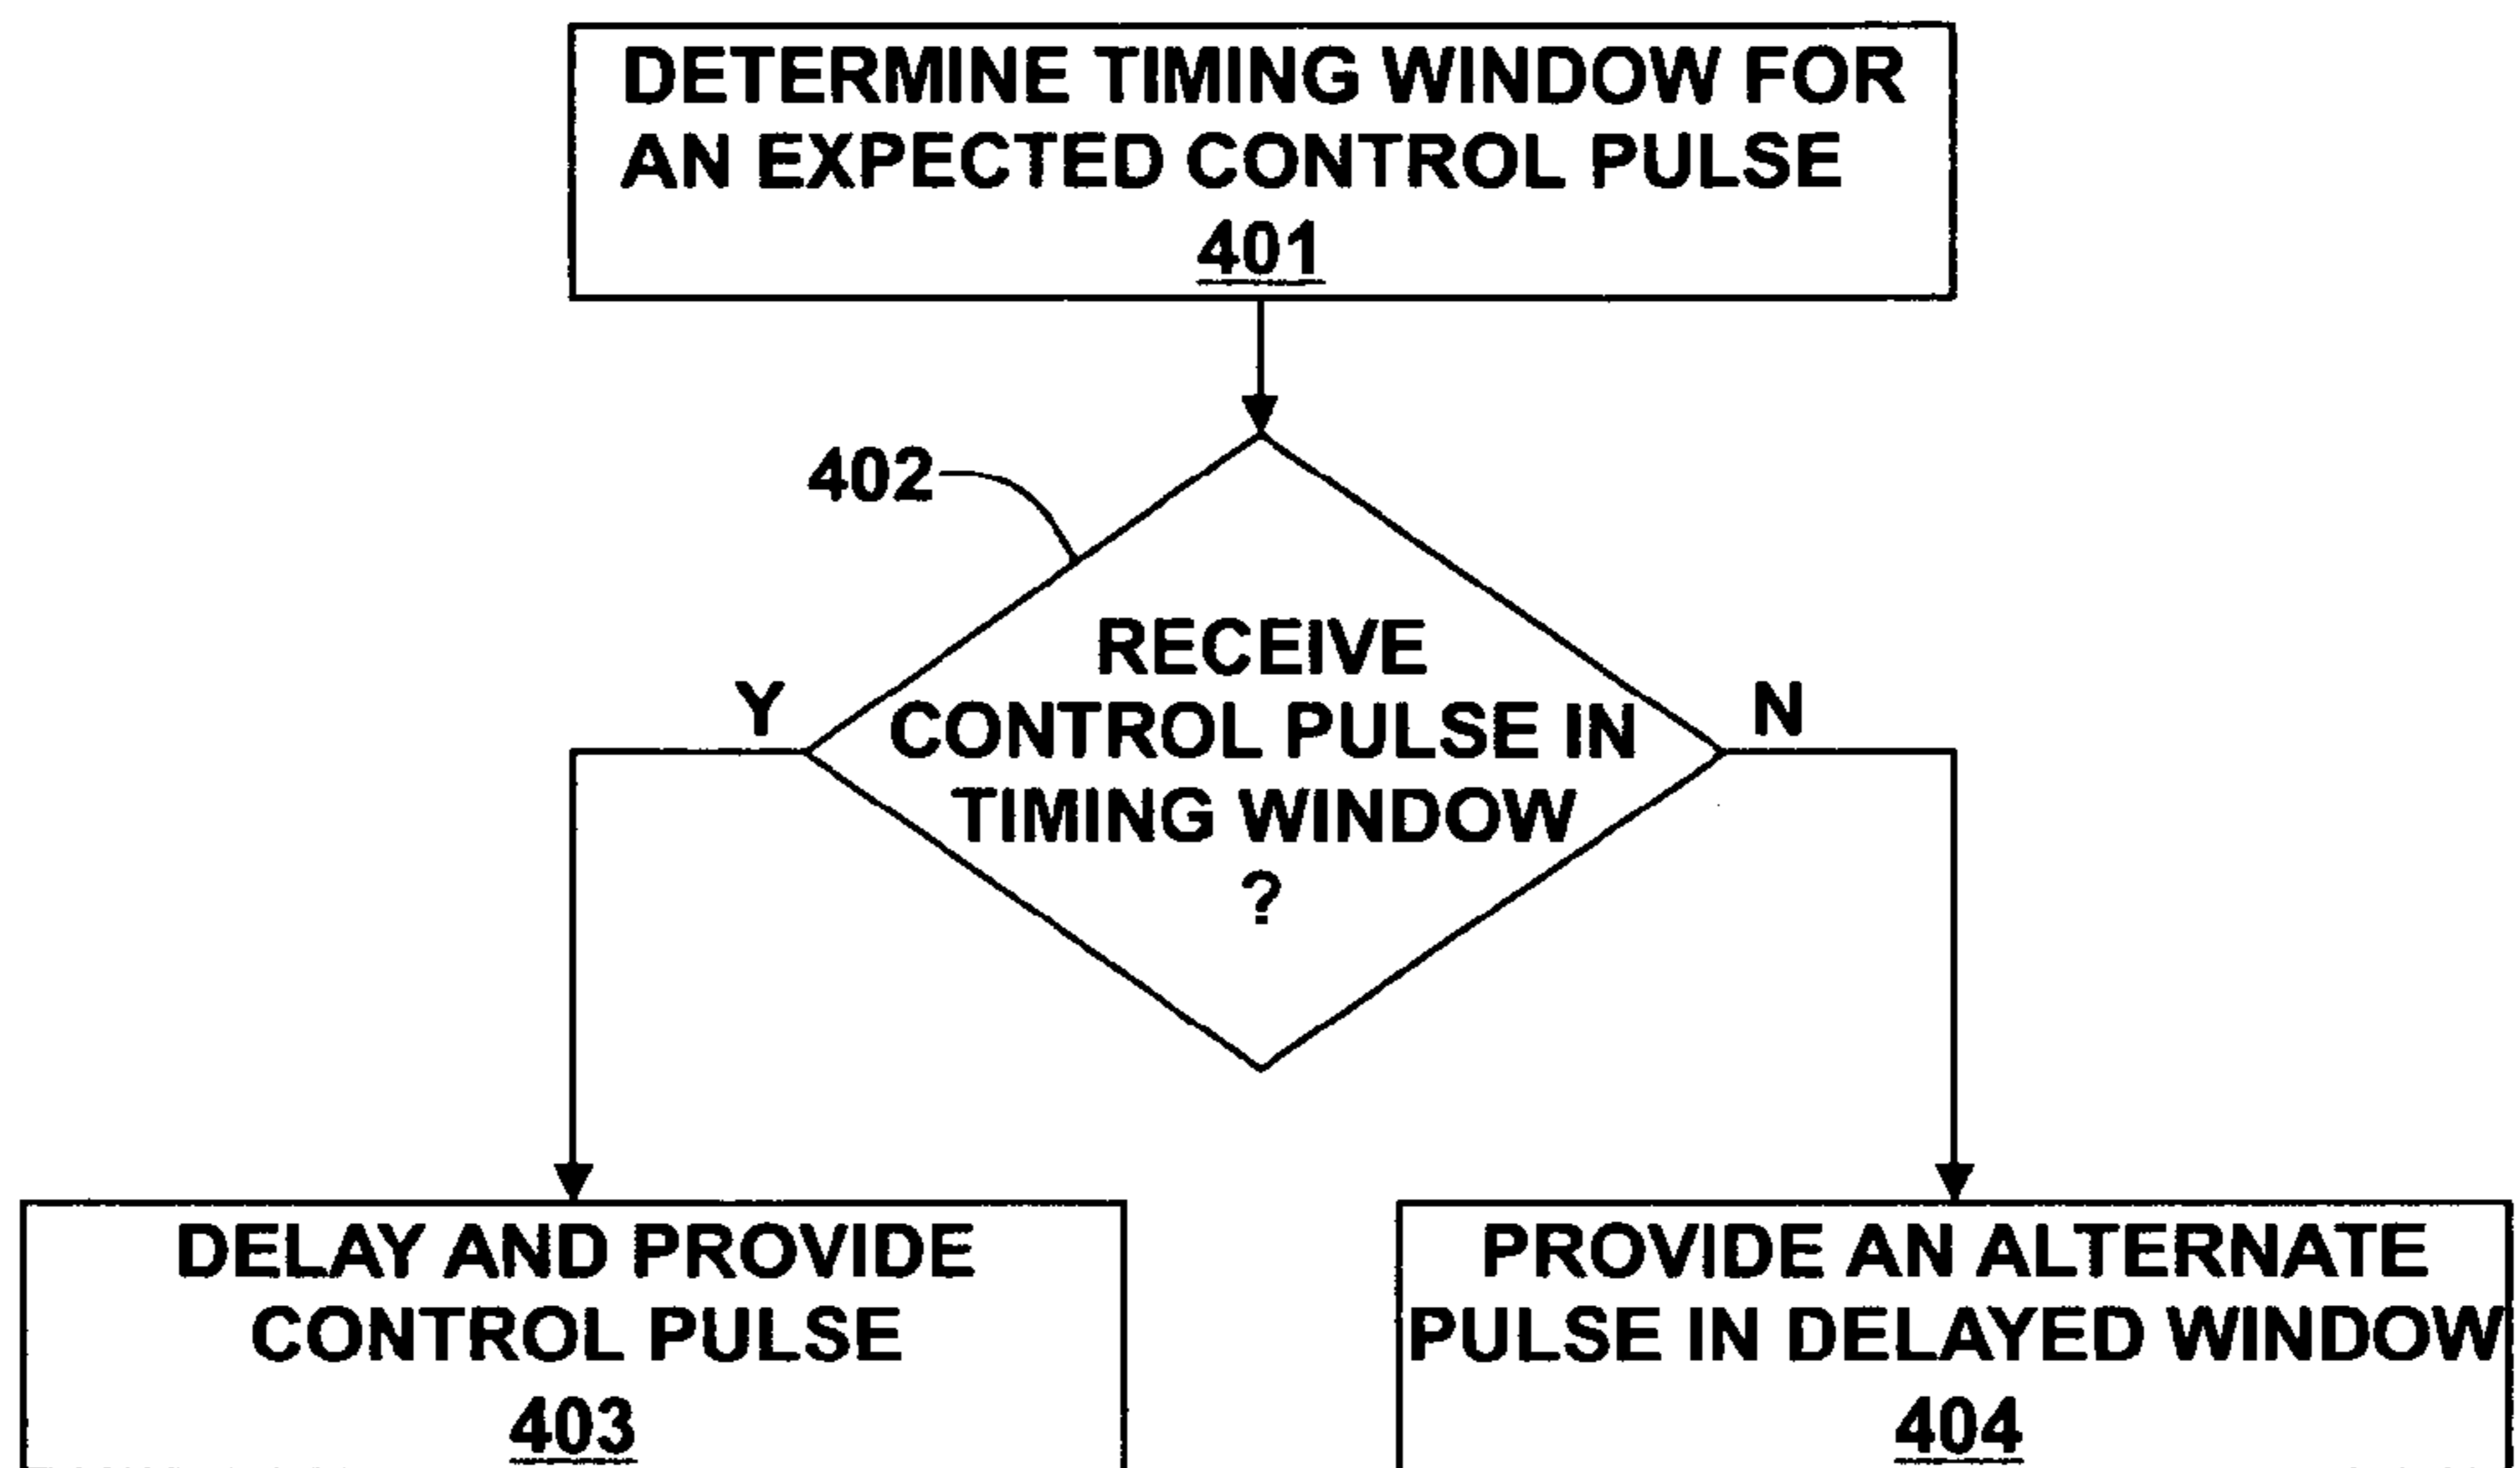 DETERMINE TIMING WINDOW FOR
AN EXPECTED CONTROL PULSE
401
402
RECEIVE
CONTROL PULSE IN
TIMING WINDOW
?
Y
N
DELAY AND PROVIDE
CONTROL PULSE
403
PROVIDE AN ALTERNATE
PULSE IN DELAYED WINDOW
404